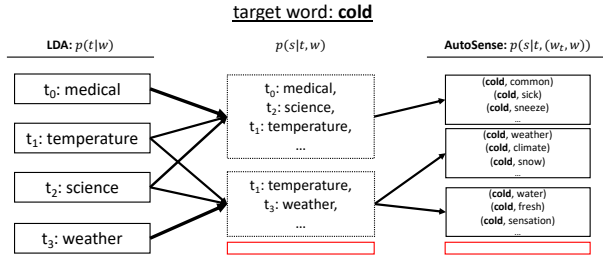 target word: cold
LDA: p(t|w)
p(s|t, w)
AutoSense: p(s|t, (wₜ, w)
t₀: medical
t₁: temperature
t₂: science
t₃: weather
t₀: medical,
t₂: science,
t₁: temperature,
...
t₁: temperature,
t₃: weather,
...
(cold, common)
(cold, sick)
(cold, sneeze)
...
(cold, weather)
(cold, climate)
(cold, snow)
...
(cold, water)
(cold, fresh)
(cold, sensation)
...